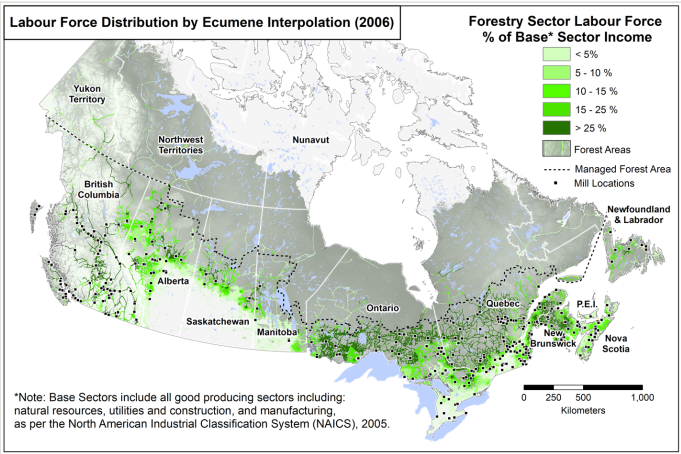 Labour Force Distribution by Ecumene Interpolation (2006)
Forestry Sector Labour Force
% of Base* Sector Income
< 5%
5 - 10 %
10 - 15 %
15 - 25 %
> 25 %
Forest Areas
Managed Forest Area
Mill Locations
Yukon
Territory
Northwest
Territories
Nunavut
British
Columbia
Newfoundland
& Labrador
Alberta
Saskatchewan
Manitoba
Ontario
Quebec
P.E.I.
New
Brunswick
Nova
Scotia
*Note: Base Sectors include all good producing sectors including:
natural resources, utilities and construction, and manufacturing,
as per the North American Industrial Classification System (NAICS), 2005.
0 250 500 1,000
Kilometers